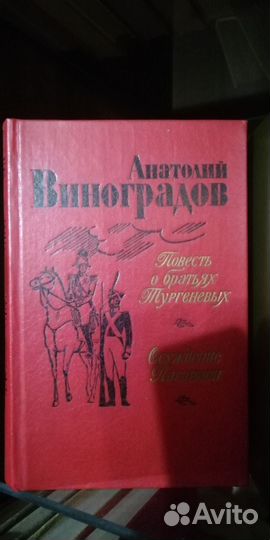 Анатолий
Виноградов
Повесть
о братьях
Тургеневых
Осуждение
Паганини
Avito